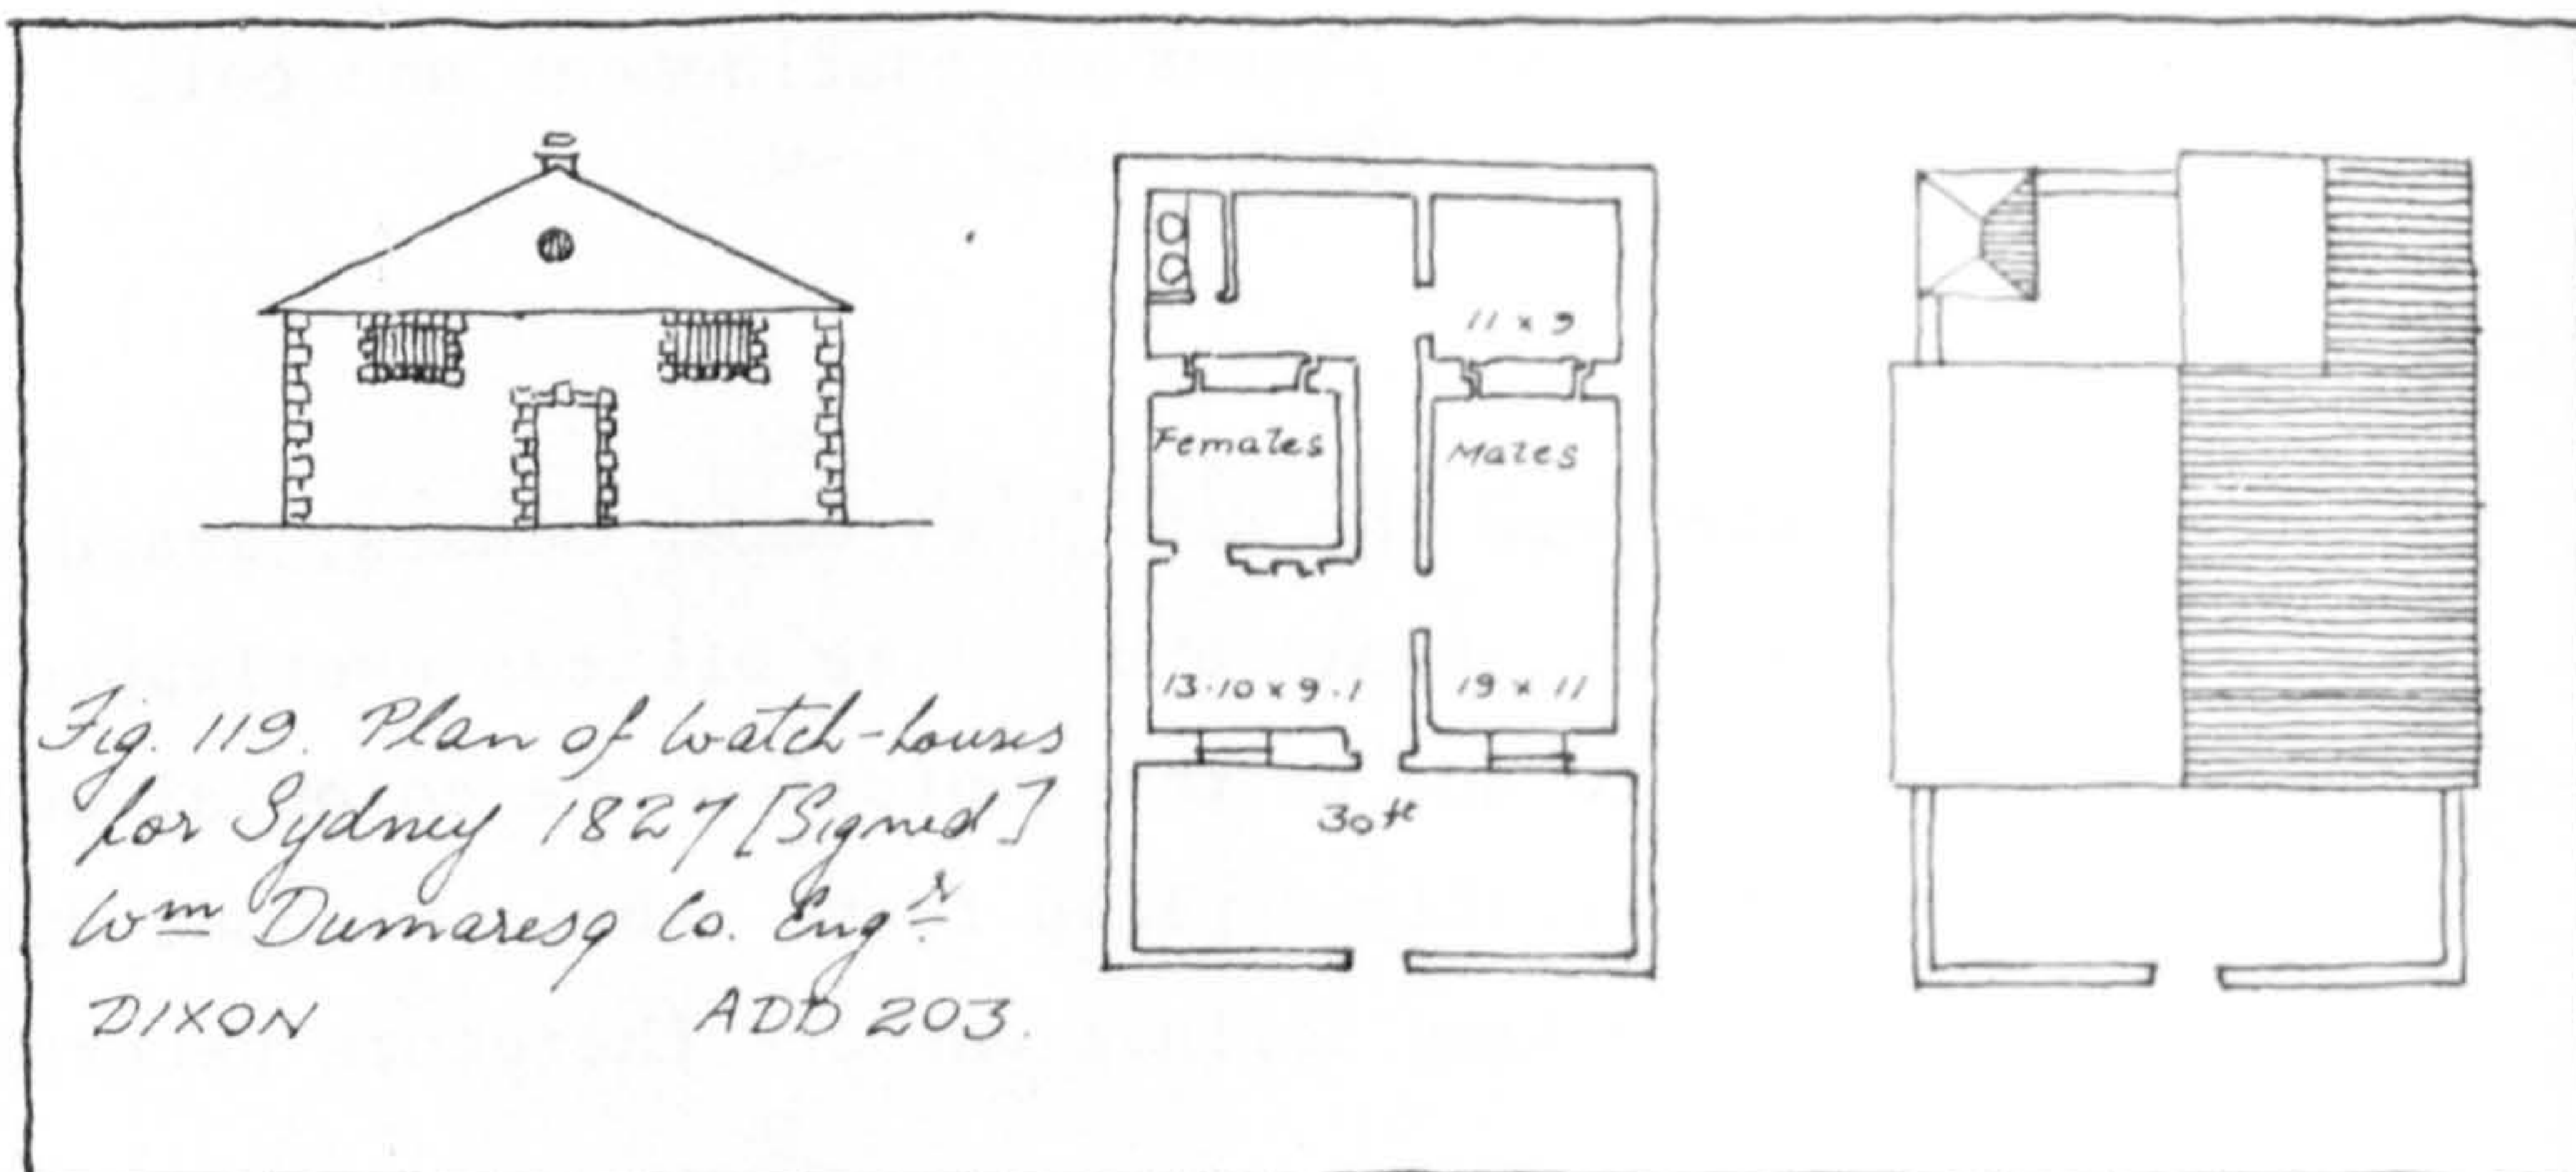 11 x 9
Females
Males
13.10 x 9.1
19 x 11
30 ft
Fig. 119. Plan of Watch-houses
for Sydney 1827 [Signed]
Wm Dumaresq Co. Engr
DIXON ADD 203.